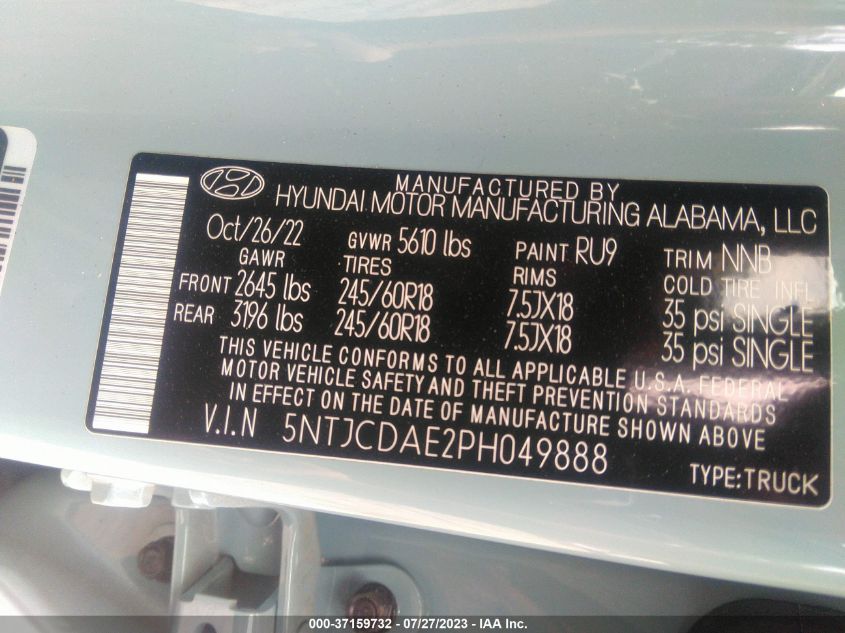 MANUFACTURED BY
HYUNDAI MOTOR MANUFACTURING ALABAMA, LLC
Oct/26/22 GVWR 5610 lbs PAINT RU9 TRIM NNB
GAWR TIRES RIMS COLD TIRE INFL
FRONT 2645 lbs 245/60R18 7.5JX18 35 psi SINGLE
REAR 3196 lbs 245/60R18 7.5JX18 35 psi SINGLE
THIS VEHICLE CONFORMS TO ALL APPLICABLE U.S.A. FEDERAL
MOTOR VEHICLE SAFETY AND THEFT PREVENTION STANDARDS
IN EFFECT ON THE DATE OF MANUFACTURE SHOWN ABOVE
V.I.N 5NTJCDAE2PH049888
TYPE:TRUCK
000-37159732 - 07/27/2023 - IAA Inc.